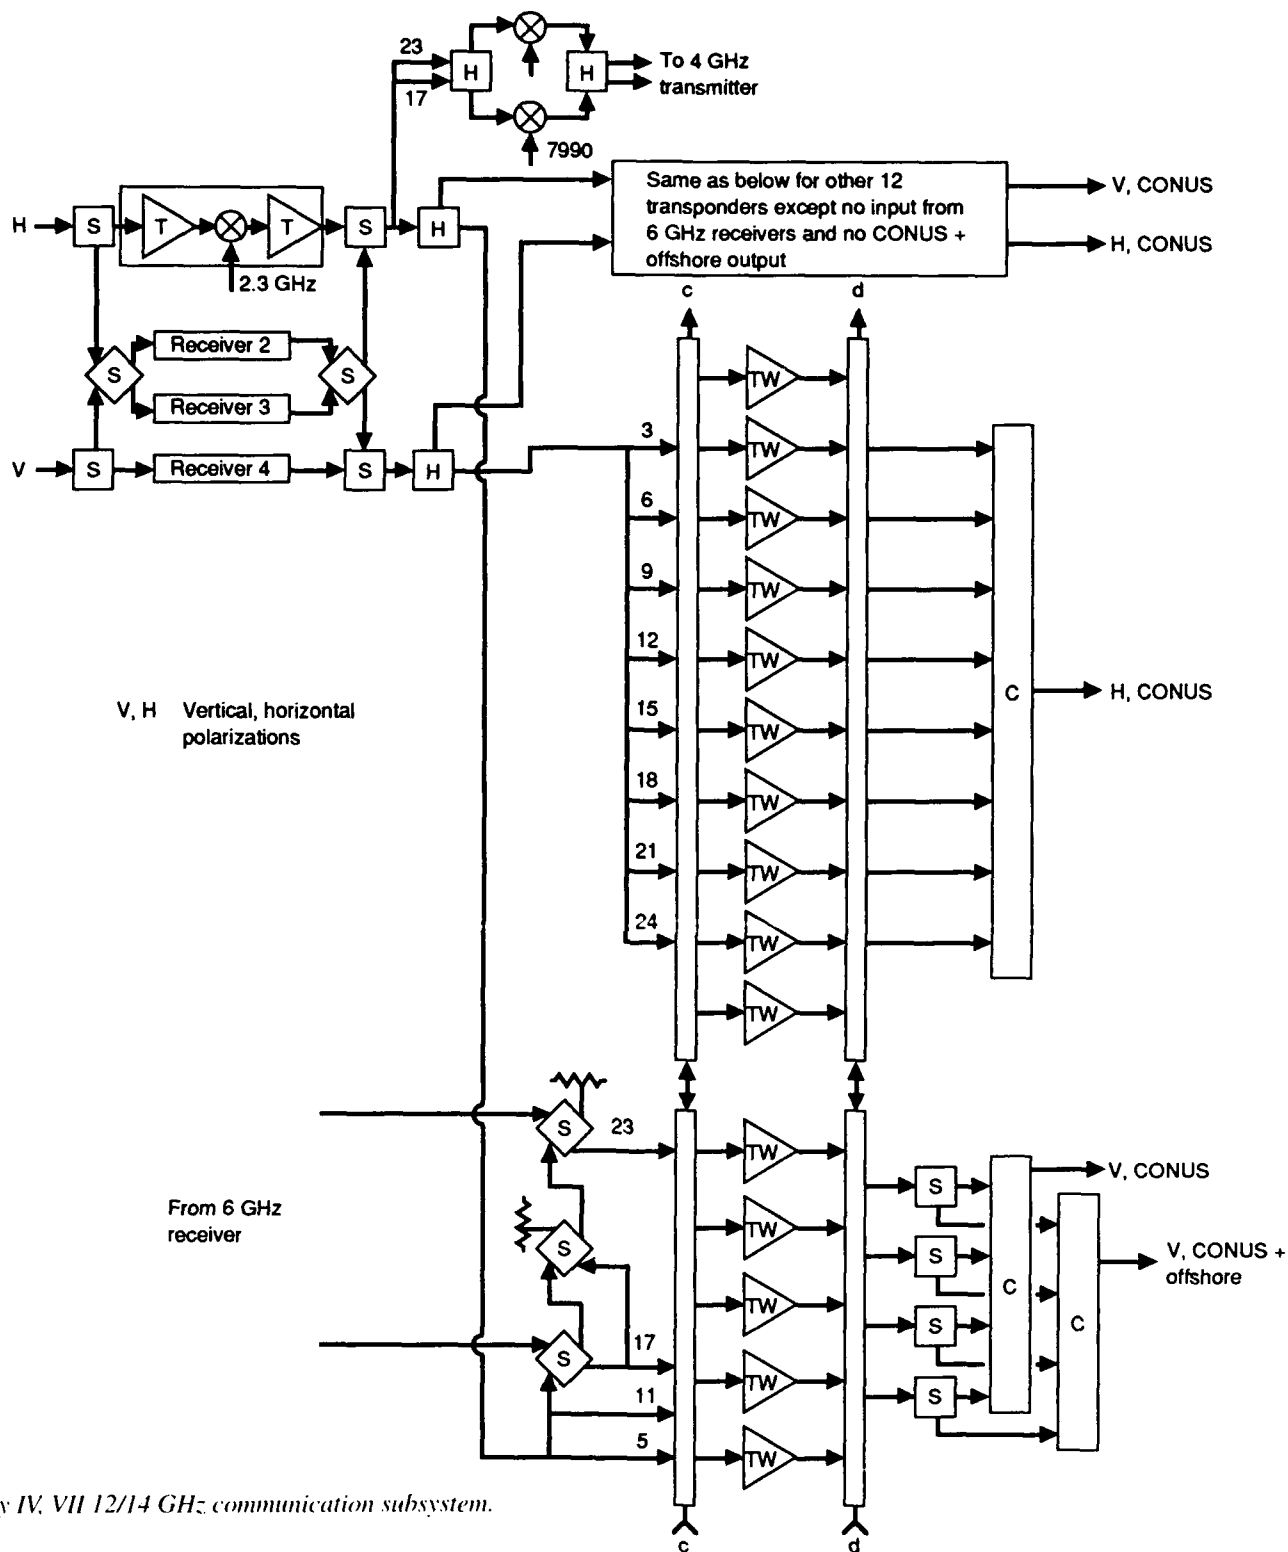 23
17
H
H
To 4 GHz
transmitter
7990
Same as below for other 12
transponders except no input from
6 GHz receivers and no CONUS +
offshore output
V, CONUS
H, CONUS
H
S
T
T
S
H
2.3 GHz
c
d
Receiver 2
S
S
Receiver 3
TW
V
S
Receiver 4
S
H
3
TW
6
TW
9
TW
12
TW
C
H, CONUS
V, H Vertical, horizontal
polarizations
15
TW
18
TW
21
TW
24
TW
TW
S
23
TW
V, CONUS
S
From 6 GHz
receiver
S
TW
S
V, CONUS +
offshore
C
C
TW
S
S
17
TW
S
11
5
TW
y IV, VII 12/14 GHz communication subsystem.
c
d